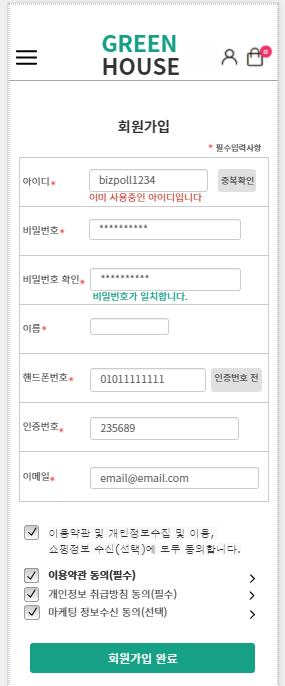 GREEN
HOUSE
0
회원가입
* 필수입력사항
아이디* bizpoll1234 중복확인
이미 사용중인 아이디입니다
비밀번호* **********
비밀번호 확인* **********
비밀번호가 일치합니다.
이름*
핸드폰번호* 01011111111 인증번호 전
인증번호* 235689
이메일* email@email.com
이용약관 및 개인정보수집 및 이용,
쇼핑정보 수신(선택)에 모두 동의합니다.
이용약관 동의(필수)
개인정보 취급방침 동의(필수)
마케팅 정보수신 동의(선택)
회원가입 완료